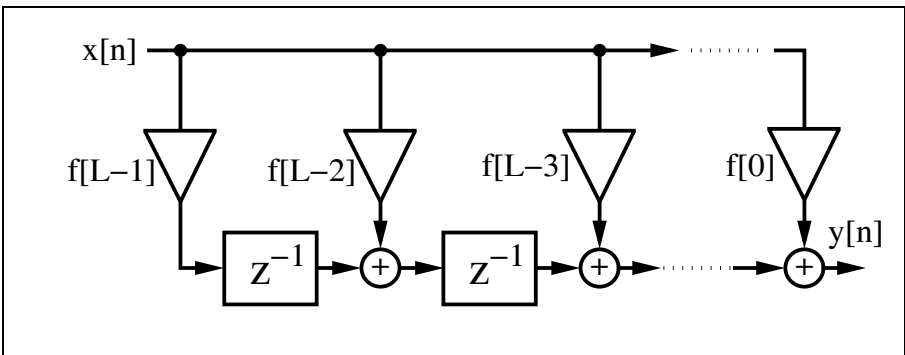 x[n]
f[L−1]
f[L−2]
f[L−3]
f[0]
y[n]
z⁻¹
+
z⁻¹
+
+